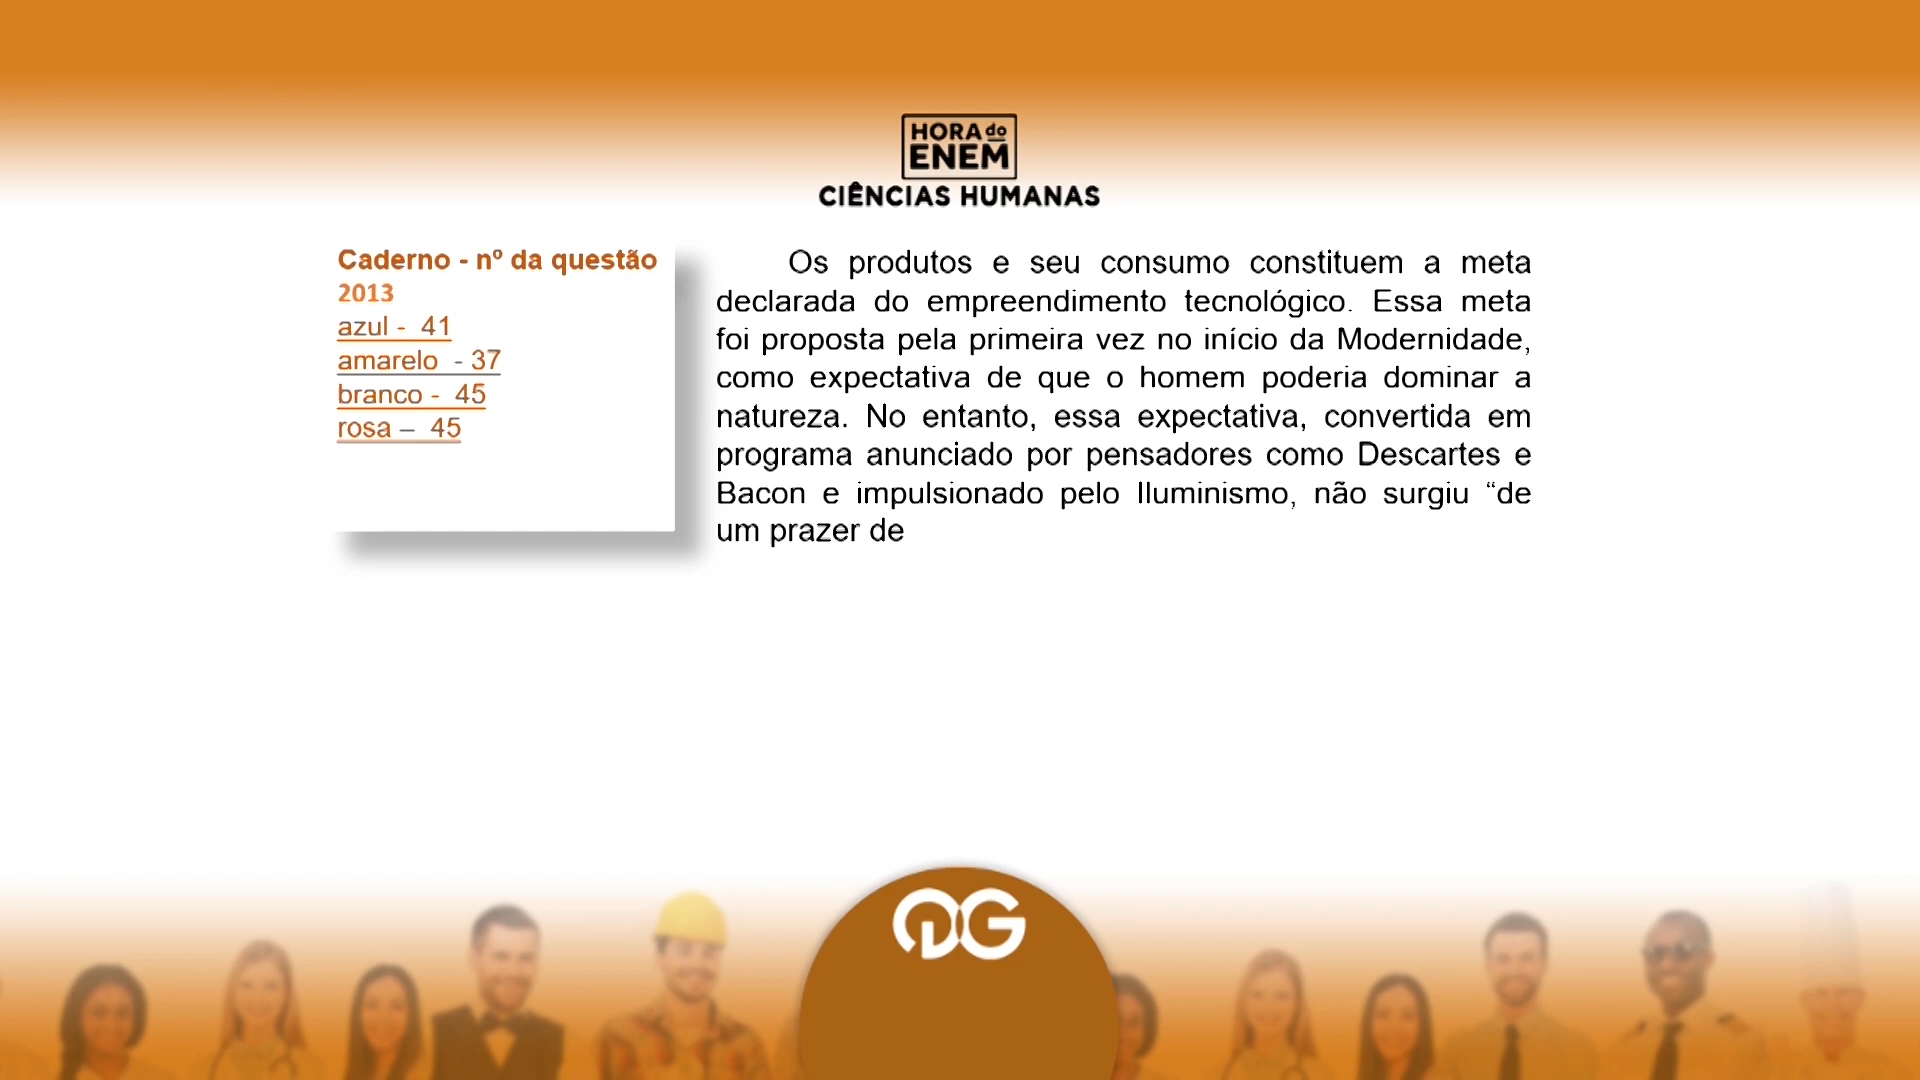 HORA do
ENEM
CIÊNCIAS HUMANAS
Caderno - nº da questão
2013
azul - 41
amarelo - 37
branco - 45
rosa – 45
Os produtos e seu consumo constituem a meta
declarada do empreendimento tecnológico. Essa meta
foi proposta pela primeira vez no início da Modernidade,
como expectativa de que o homem poderia dominar a
natureza. No entanto, essa expectativa, convertida em
programa anunciado por pensadores como Descartes e
Bacon e impulsionado pelo Iluminismo, não surgiu “de
um prazer de